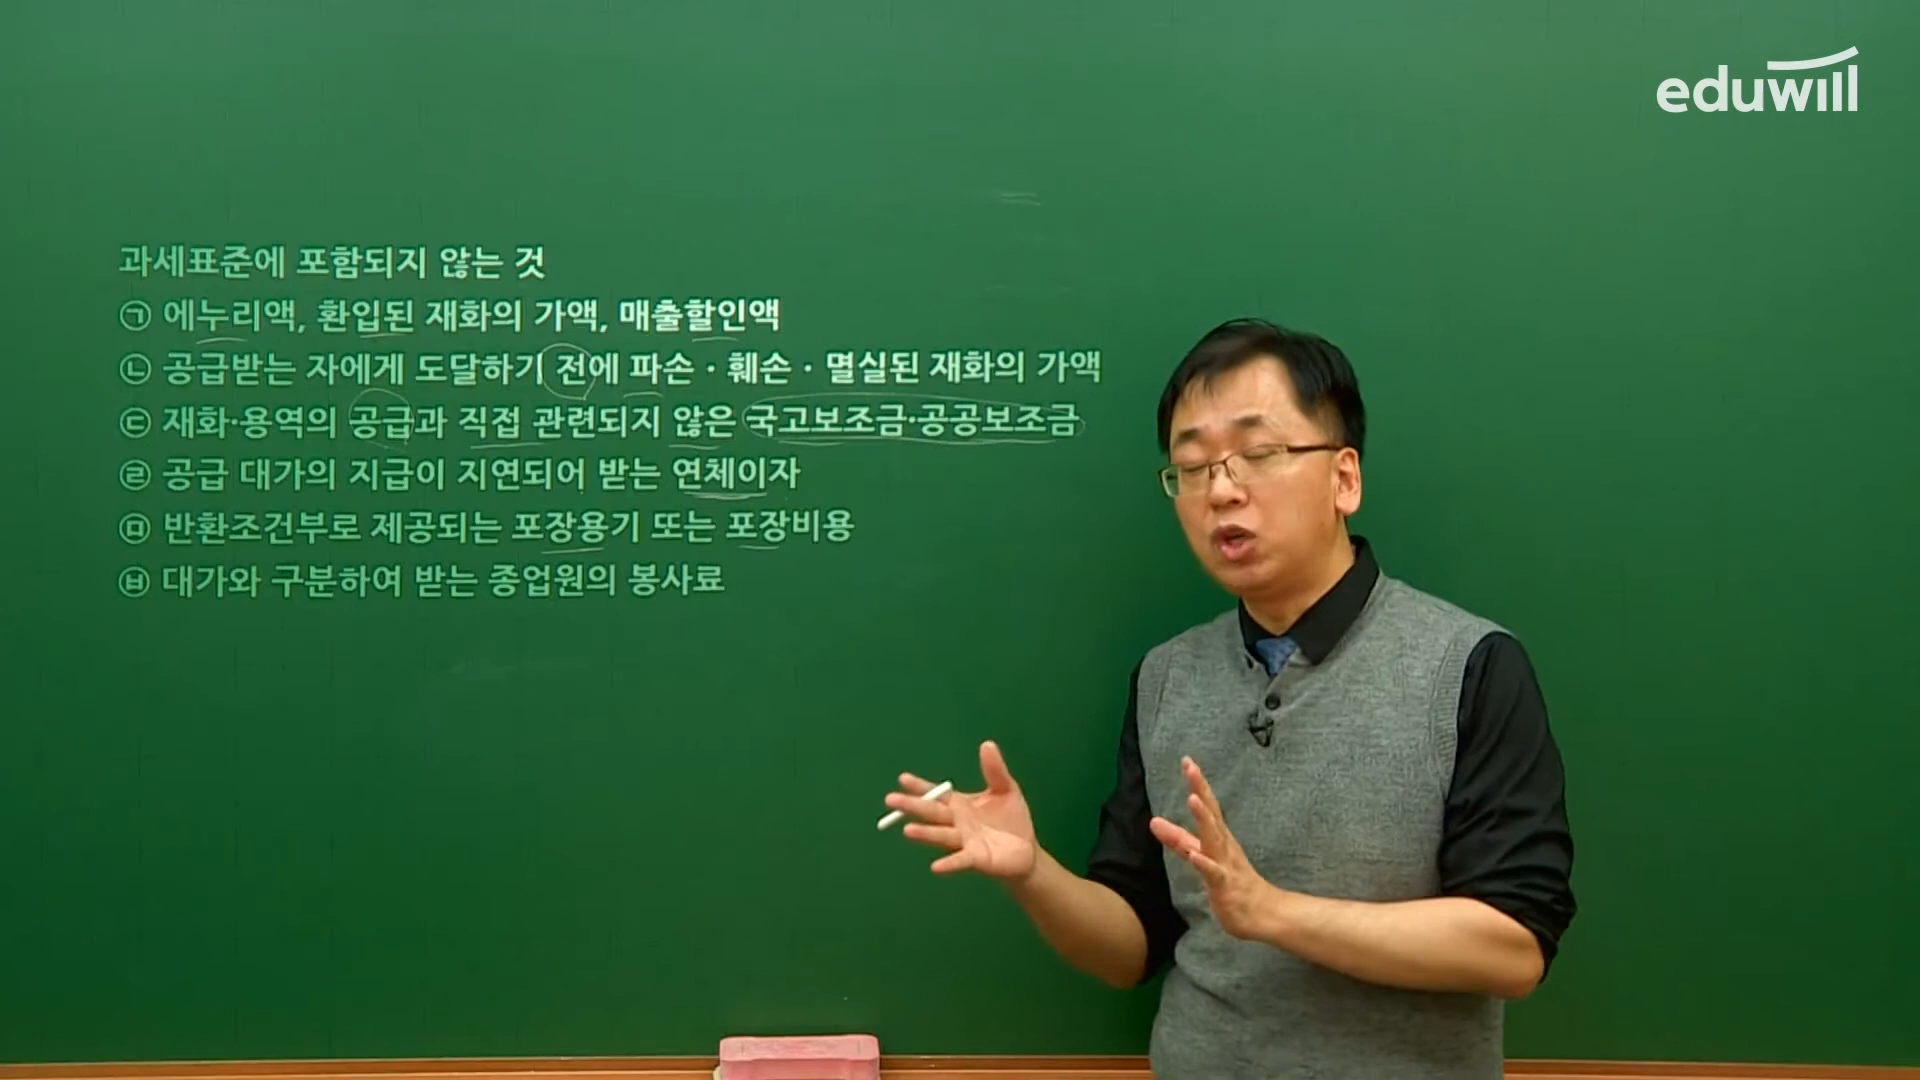 eduwill
과세표준에 포함되지 않는 것
㉠ 에누리액, 환입된 재화의 가액, 매출할인액
㉡ 공급받는 자에게 도달하기 전에 파손·훼손·멸실된 재화의 가액
㉢ 재화·용역의 공급과 직접 관련되지 않은 국고보조금·공공보조금
㉣ 공급 대가의 지급이 지연되어 받는 연체이자
㉤ 반환조건부로 제공되는 포장용기 또는 포장비용
㉥ 대가와 구분하여 받는 종업원의 봉사료